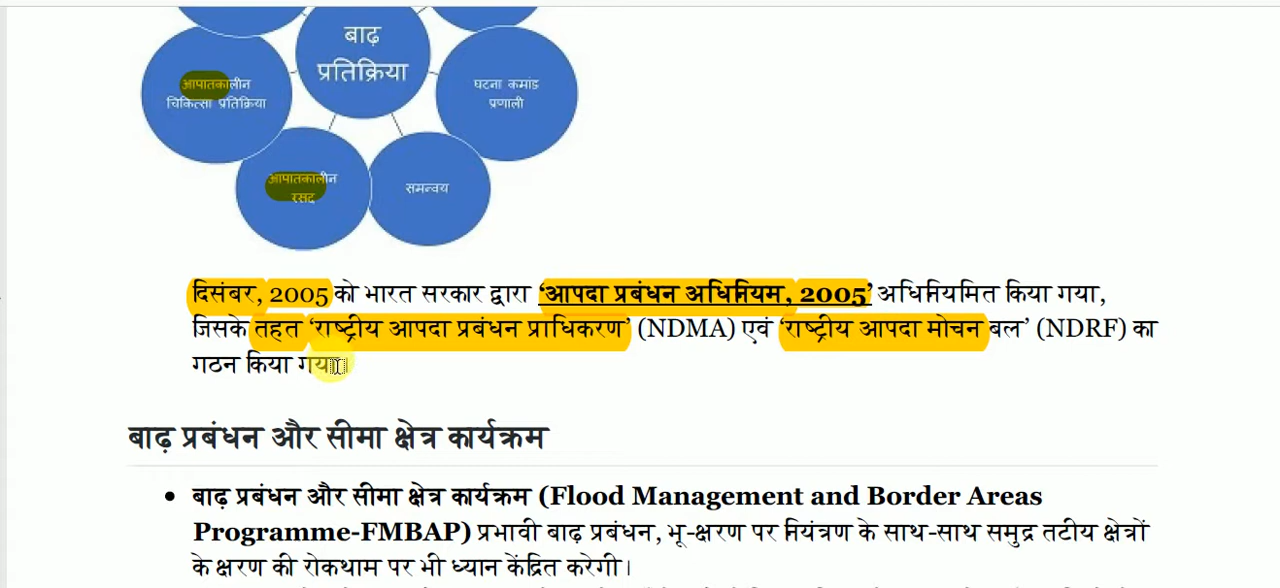 बाढ़
प्रतिक्रिया
आपातकालीन
चिकित्सा प्रतिक्रिया
घटना कमांड
प्रणाली
आपातकालीन
रसद
समन्वय
दिसंबर, 2005 को भारत सरकार द्वारा ‘आपदा प्रबंधन अधिनियम, 2005’ अधिनियमित किया गया,
जिसके तहत ‘राष्ट्रीय आपदा प्रबंधन प्राधिकरण’ (NDMA) एवं ‘राष्ट्रीय आपदा मोचन बल’ (NDRF) का
गठन किया गया।
बाढ़ प्रबंधन और सीमा क्षेत्र कार्यक्रम
• बाढ़ प्रबंधन और सीमा क्षेत्र कार्यक्रम (Flood Management and Border Areas
Programme-FMBAP) प्रभावी बाढ़ प्रबंधन, भू-क्षरण पर नियंत्रण के साथ-साथ समुद्र तटीय क्षेत्रों
के क्षरण की रोकथाम पर भी ध्यान केंद्रित करेगी।